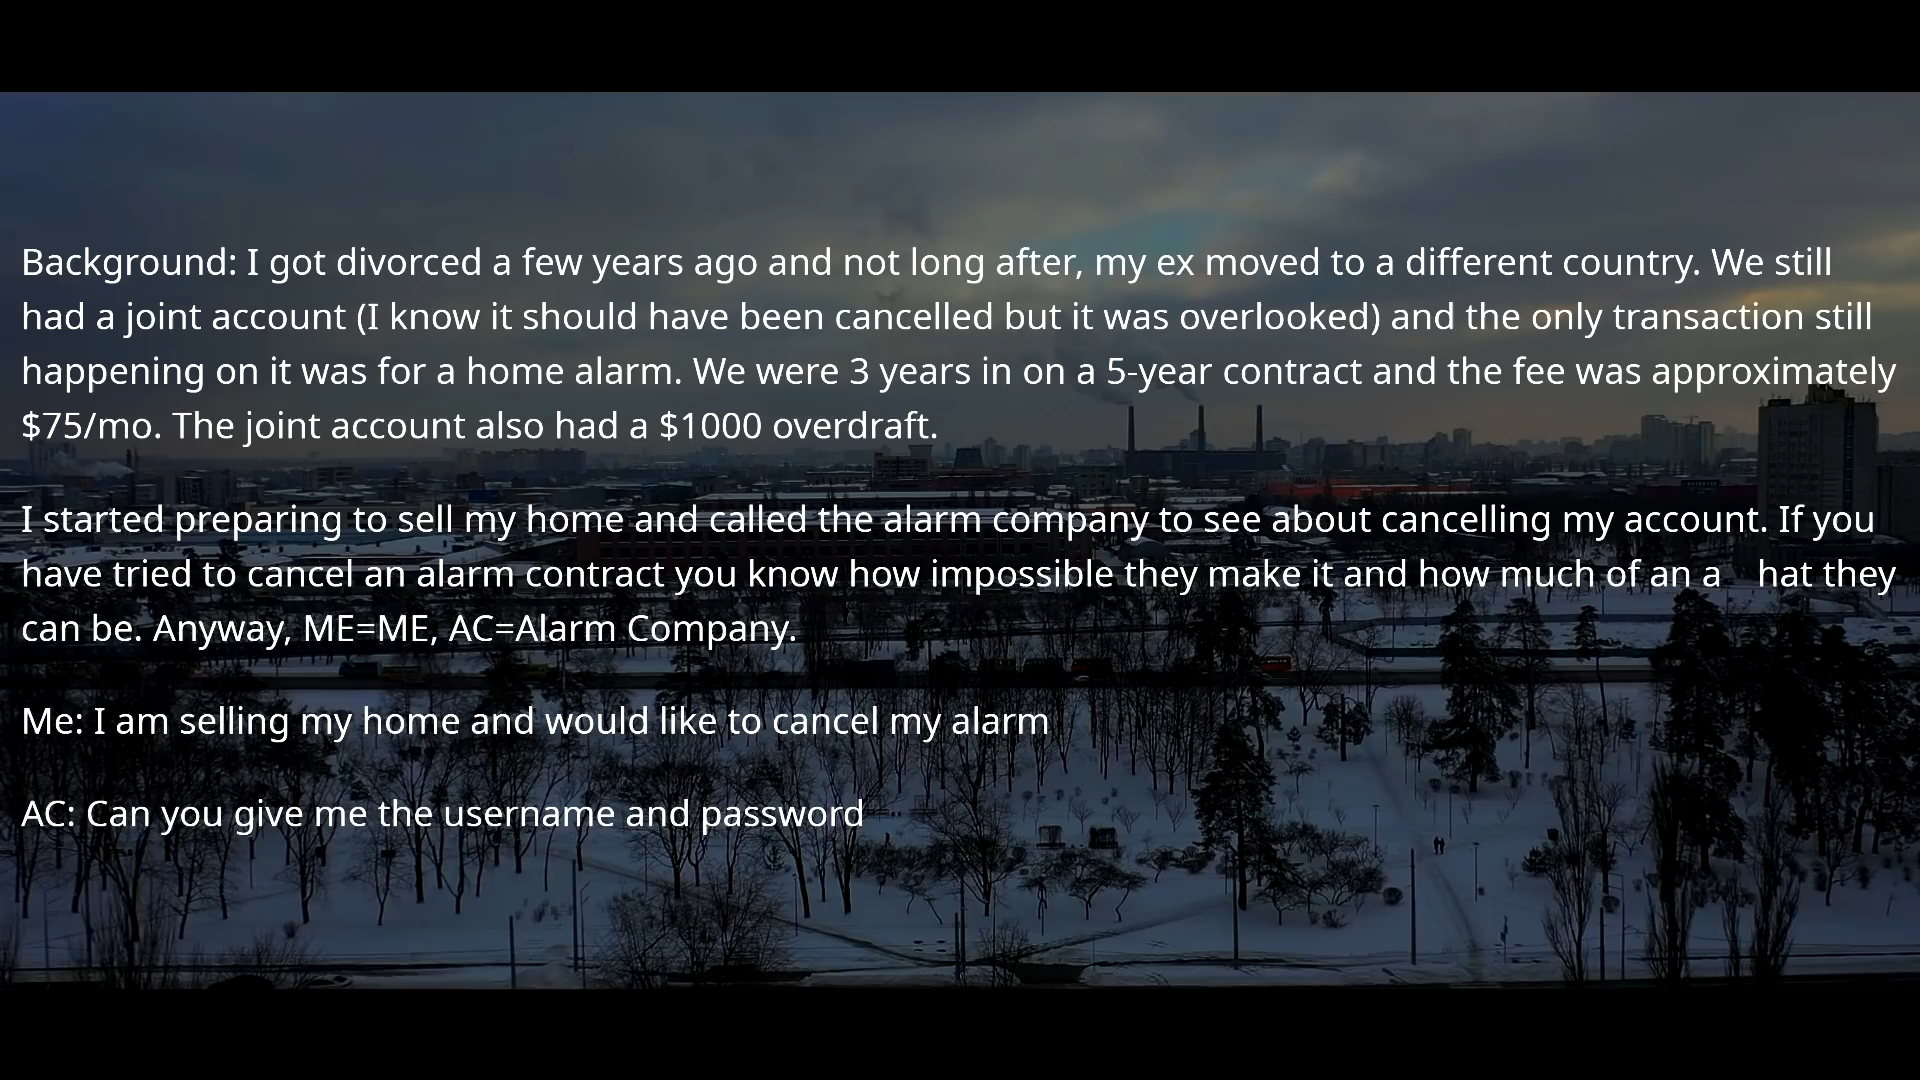 Background: I got divorced a few years ago and not long after, my ex moved to a different country. We still
had a joint account (I know it should have been cancelled but it was overlooked) and the only transaction still
happening on it was for a home alarm. We were 3 years in on a 5-year contract and the fee was approximately
$75/mo. The joint account also had a $1000 overdraft.
I started preparing to sell my home and called the alarm company to see about cancelling my account. If you
have tried to cancel an alarm contract you know how impossible they make it and how much of an a hat they
can be. Anyway, ME=ME, AC=Alarm Company.
Me: I am selling my home and would like to cancel my alarm
AC: Can you give me the username and password